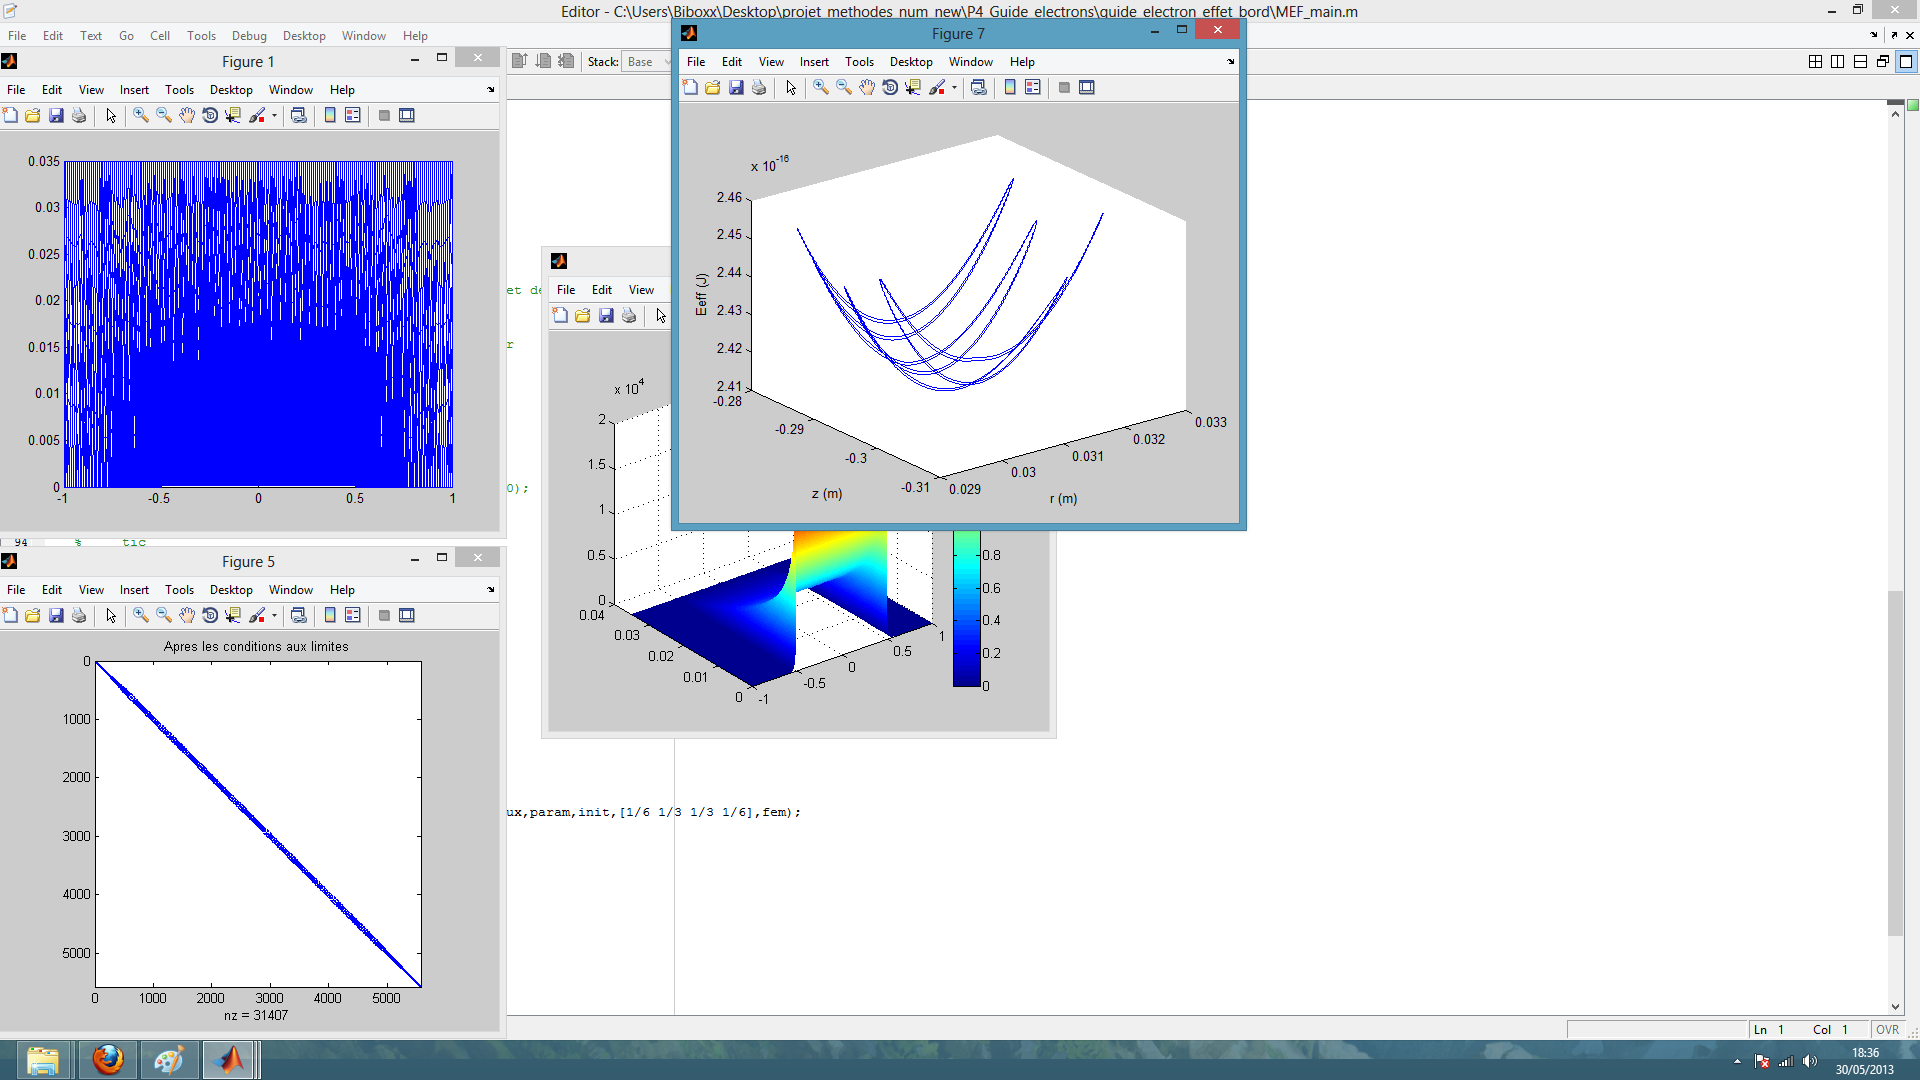 Editor - C:\Users\Biboxx\Desktop\projet_methodes_num_new\P4_Guide_electrons\guide_electron_effet_bord\MEF_main.m
File Edit Text Go Cell Tools Debug Desktop Window Help
Stack: Base
Figure 1
File Edit View Insert Tools Desktop Window Help
0.035
0.03
0.025
0.02
0.015
0.01
0.005
0
-1 -0.5 0 0.5 1
94 % tic
Figure 5
File Edit View Insert Tools Desktop Window Help
Apres les conditions aux limites
0
1000
2000
3000
4000
5000
0 1000 2000 3000 4000 5000
nz = 31407
et de
r
0);
File Edit View
x 10^4
2
1.5
1
0.5
0
0.04
0.03
0.02
0.01
0
-1
-0.5
0
0.5
1
0.8
0.6
0.4
0.2
0
Figure 7
File Edit View Insert Tools Desktop Window Help
x 10^-16
2.46
2.45
2.44
2.43
2.42
2.41
Eeff (J)
-0.28
-0.29
-0.3
-0.31
z (m)
0.029
0.03
0.031
0.032
0.033
r (m)
ux,param,init,[1/6 1/3 1/3 1/6],fem);
Ln 1 Col 1 OVR
18:36
30/05/2013